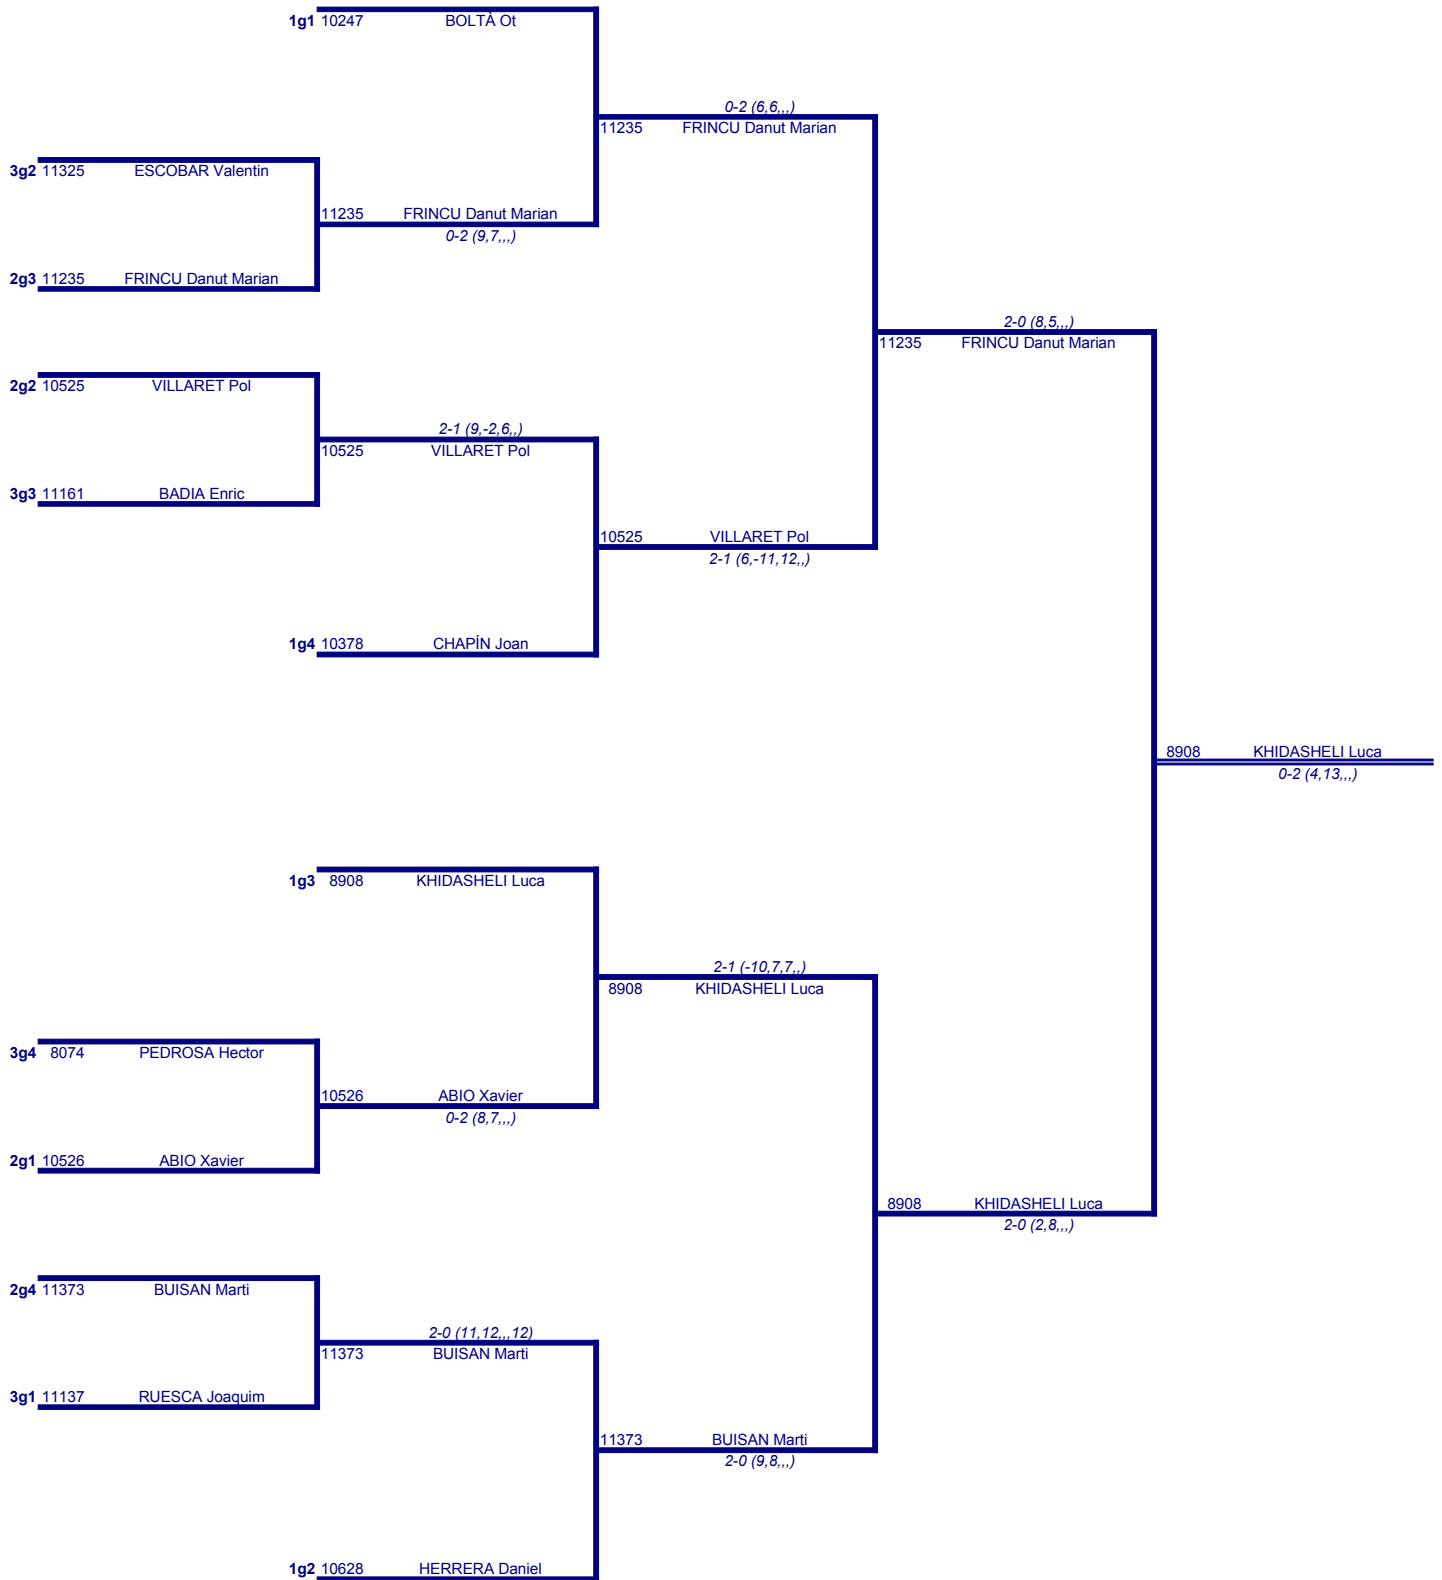 1g1 10247 BOLTÀ Ot
0-2 (6,6,,,)
11235 FRINCU Danut Marian
3g2 11325 ESCOBAR Valentin
11235 FRINCU Danut Marian
0-2 (9,7,,,)
2g3 11235 FRINCU Danut Marian
2-0 (8,5,,,)
11235 FRINCU Danut Marian
2g2 10525 VILLARET Pol
2-1 (9,-2,6,,)
10525 VILLARET Pol
3g3 11161 BADIA Enric
10525 VILLARET Pol
2-1 (6,-11,12,,)
1g4 10378 CHAPÍN Joan
8908 KHIDASHELI Luca
0-2 (4,13,,,)
1g3 8908 KHIDASHELI Luca
2-1 (-10,7,7,,)
8908 KHIDASHELI Luca
3g4 8074 PEDROSA Hector
10526 ABIO Xavier
0-2 (8,7,,,)
2g1 10526 ABIO Xavier
8908 KHIDASHELI Luca
2-0 (2,8,,,)
2g4 11373 BUISAN Marti
2-0 (11,12,,,12)
11373 BUISAN Marti
3g1 11137 RUESCA Joaquim
11373 BUISAN Marti
2-0 (9,8,,,)
1g2 10628 HERRERA Daniel